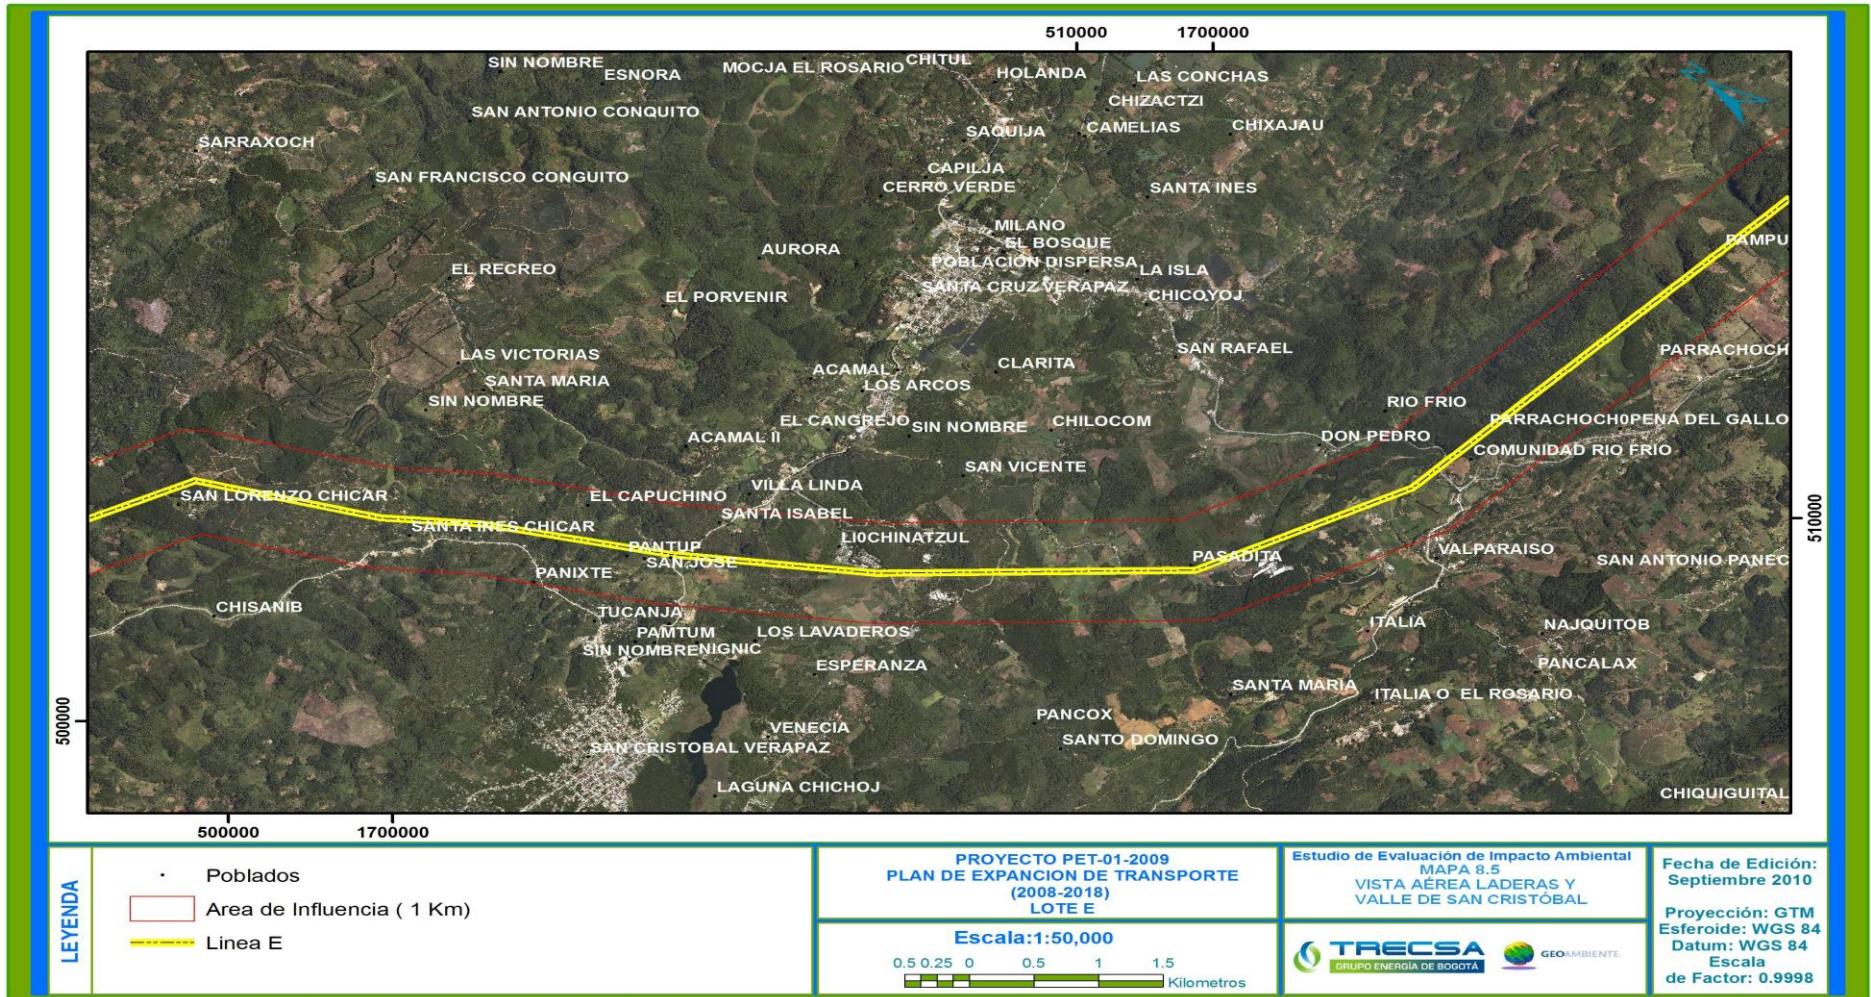 510000 1700000
SIN NOMBRE
ESNORA
MOCJA EL ROSARIO
CHITUL
HOLANDA
LAS CONCHAS
N
SAN ANTONIO CONQUITO
CHIZACTZI
SARRAXOCH
SAQUIJA
CAMELIAS
CHIXAJAU
SAN FRANCISCO CONGUITO
CAPILJA
CERRO VERDE
SANTA INES
MILANO
EL BOSQUE
PAMPU
AURORA
POBLACIÓN DISPERSA
EL RECREO
LA ISLA
SANTA CRUZ VERAPAZ
EL PORVENIR
CHICOYOJ
LAS VICTORIAS
SAN RAFAEL
PARRACHOCH
CLARITA
ACAMAL
SANTA MARIA
LOS ARCOS
SIN NOMBRE
RIO FRIO
EL CANGREJO
SIN NOMBRE
CHILOCOM
PARRACHOCH0PENA DEL GALLO
ACAMAL II
DON PEDRO
COMUNIDAD RIO FRIO
SAN VICENTE
VILLA LINDA
SAN LORENZO CHICAR
EL CAPUCHINO
SANTA ISABEL
SANTA INES CHICAR
510000
LI0CHINATZUL
PANTUP
SAN JOSE
PASADITA
VALPARAISO
SAN ANTONIO PANEC
PANIXTE
CHISANIB
TUCANJA
ITALIA
NAJQUITOB
PAMTUM
LOS LAVADEROS
SIN NOMBRE
NIGNIC
ESPERANZA
PANCALAX
SANTA MARIA
ITALIA O EL ROSARIO
500000
PANCOX
VENECIA
SANTO DOMINGO
SAN CRISTOBAL VERAPAZ
LAGUNA CHICHOJ
CHIQUIGUITAL
500000 1700000
LEYENDA
Poblados
Area de Influencia ( 1 Km)
Linea E
PROYECTO PET-01-2009
PLAN DE EXPANCION DE TRANSPORTE
(2008-2018)
LOTE E
Escala:1:50,000
0.5 0.25 0 0.5 1 1.5
Kilometros
Estudio de Evaluación de Impacto Ambiental
MAPA 8.5
VISTA AÉREA LADERAS Y
VALLE DE SAN CRISTÓBAL
TRECSA
GRUPO ENERGÍA DE BOGOTÁ
GEOAMBIENTE
Fecha de Edición:
Septiembre 2010
Proyección: GTM
Esferoide: WGS 84
Datum: WGS 84
Escala
de Factor: 0.9998